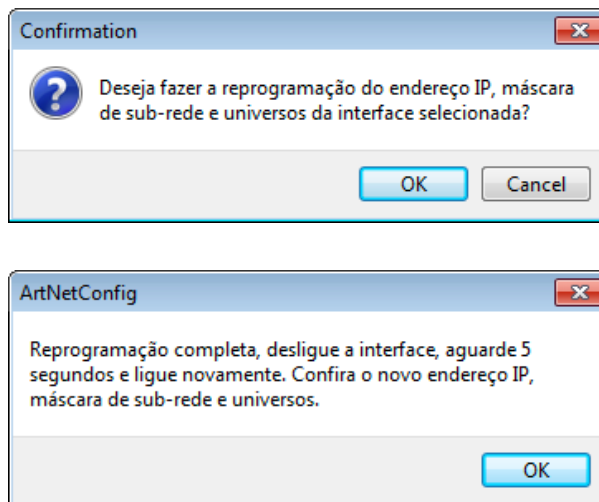 Confirmation
Deseja fazer a reprogramação do endereço IP, máscara
de sub-rede e universos da interface selecionada?
OK
Cancel
ArtNetConfig
Reprogramação completa, desligue a interface, aguarde 5
segundos e ligue novamente. Confira o novo endereço IP,
máscara de sub-rede e universos.
OK